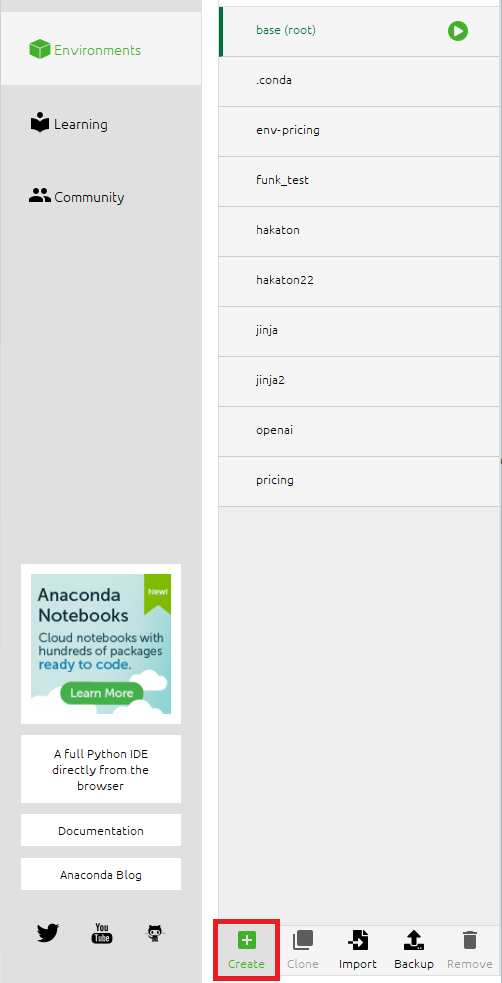 Environments
Learning
Community
Anaconda
Notebooks
New!
Cloud notebooks with
hundreds of packages
ready to code.
Learn More
A full Python IDE
directly from the
browser
Documentation
Anaconda Blog
You
Tube
base (root)
.conda
env-pricing
funk_test
hakaton
hakaton22
jinja
jinja2
openai
pricing
Create
Clone
Import
Backup
Remove